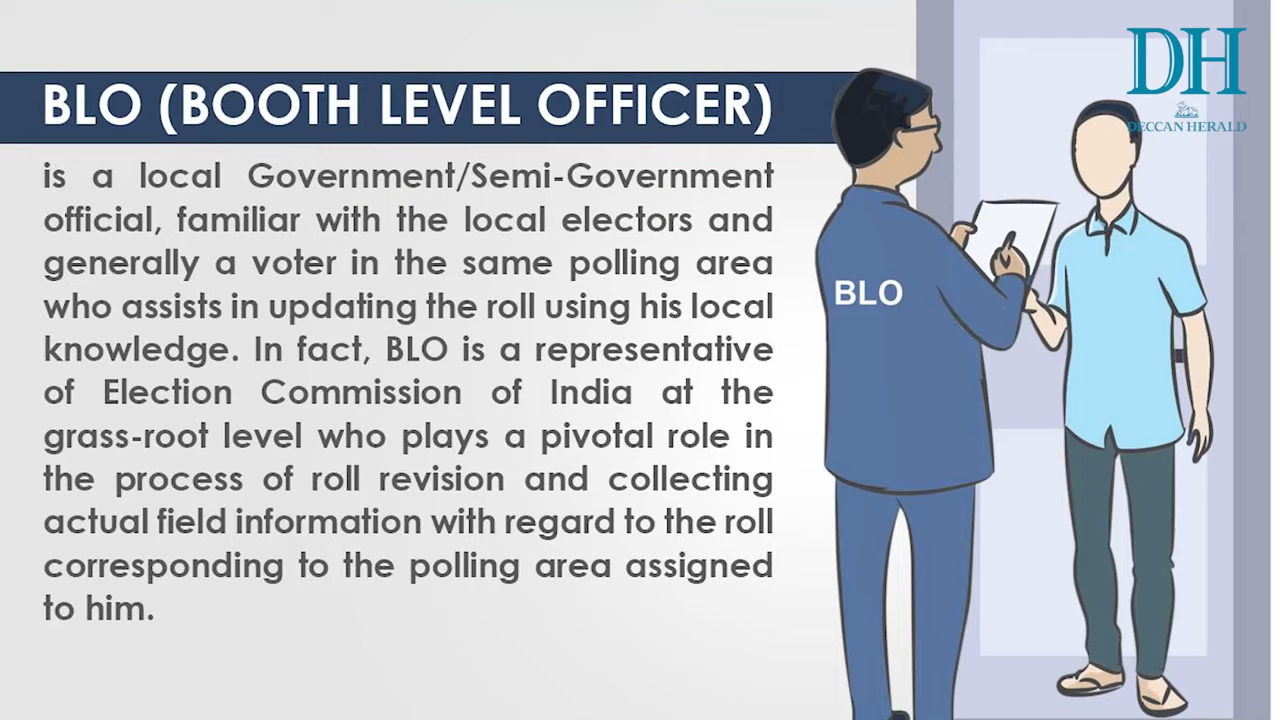 BLO (BOOTH LEVEL OFFICER)
is a local Government/Semi-Government
official, familiar with the local electors and
generally a voter in the same polling area
who assists in updating the roll using his local
knowledge. In fact, BLO is a representative
of Election Commission of India at the
grass-root level who plays a pivotal role in
the process of roll revision and collecting
actual field information with regard to the roll
corresponding to the polling area assigned
to him.
BLO
DH
DECCAN HERALD